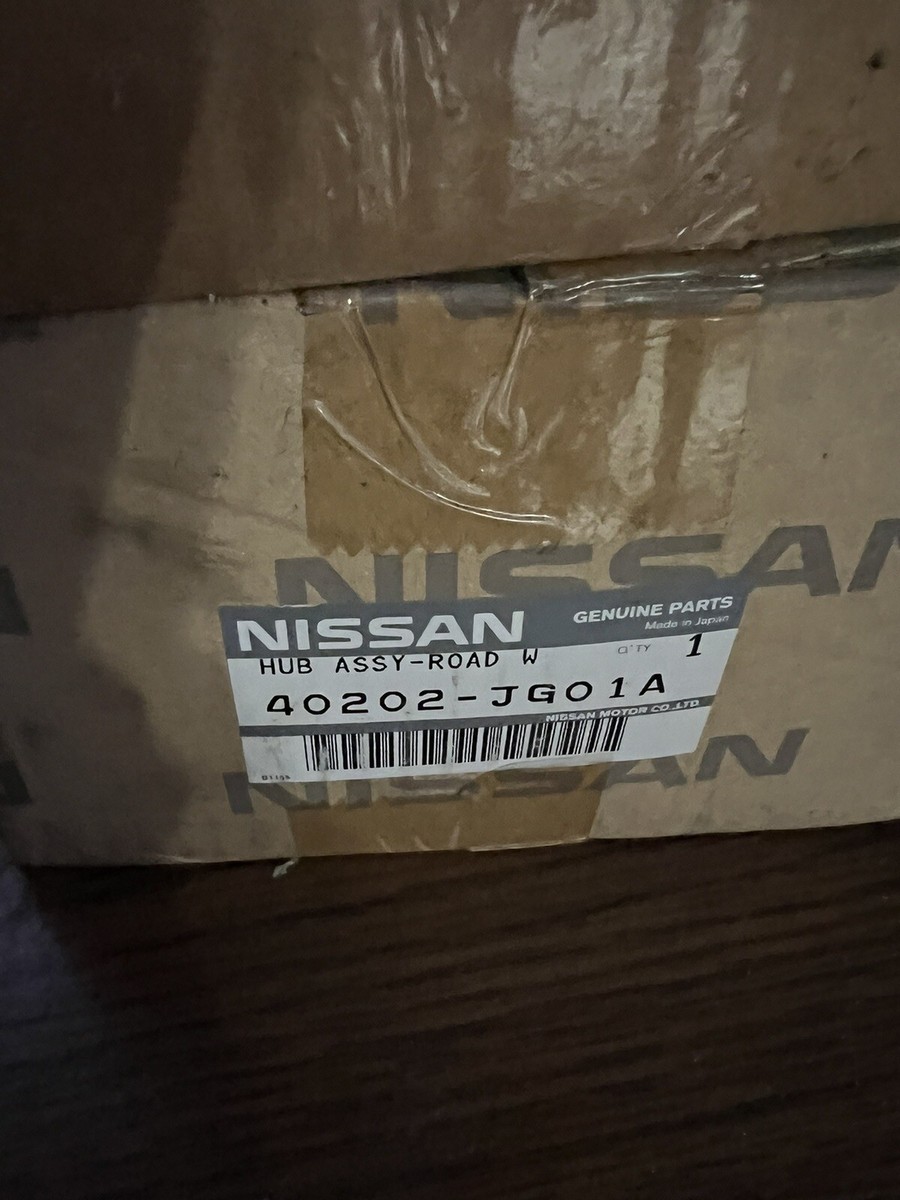 NISSAN
NISSAN GENUINE PARTS
Made in Japan
HUB ASSY-ROAD W Q'TY 1
40202-JG01A
NISSAN MOTOR CO.,LTD.
NISSAN